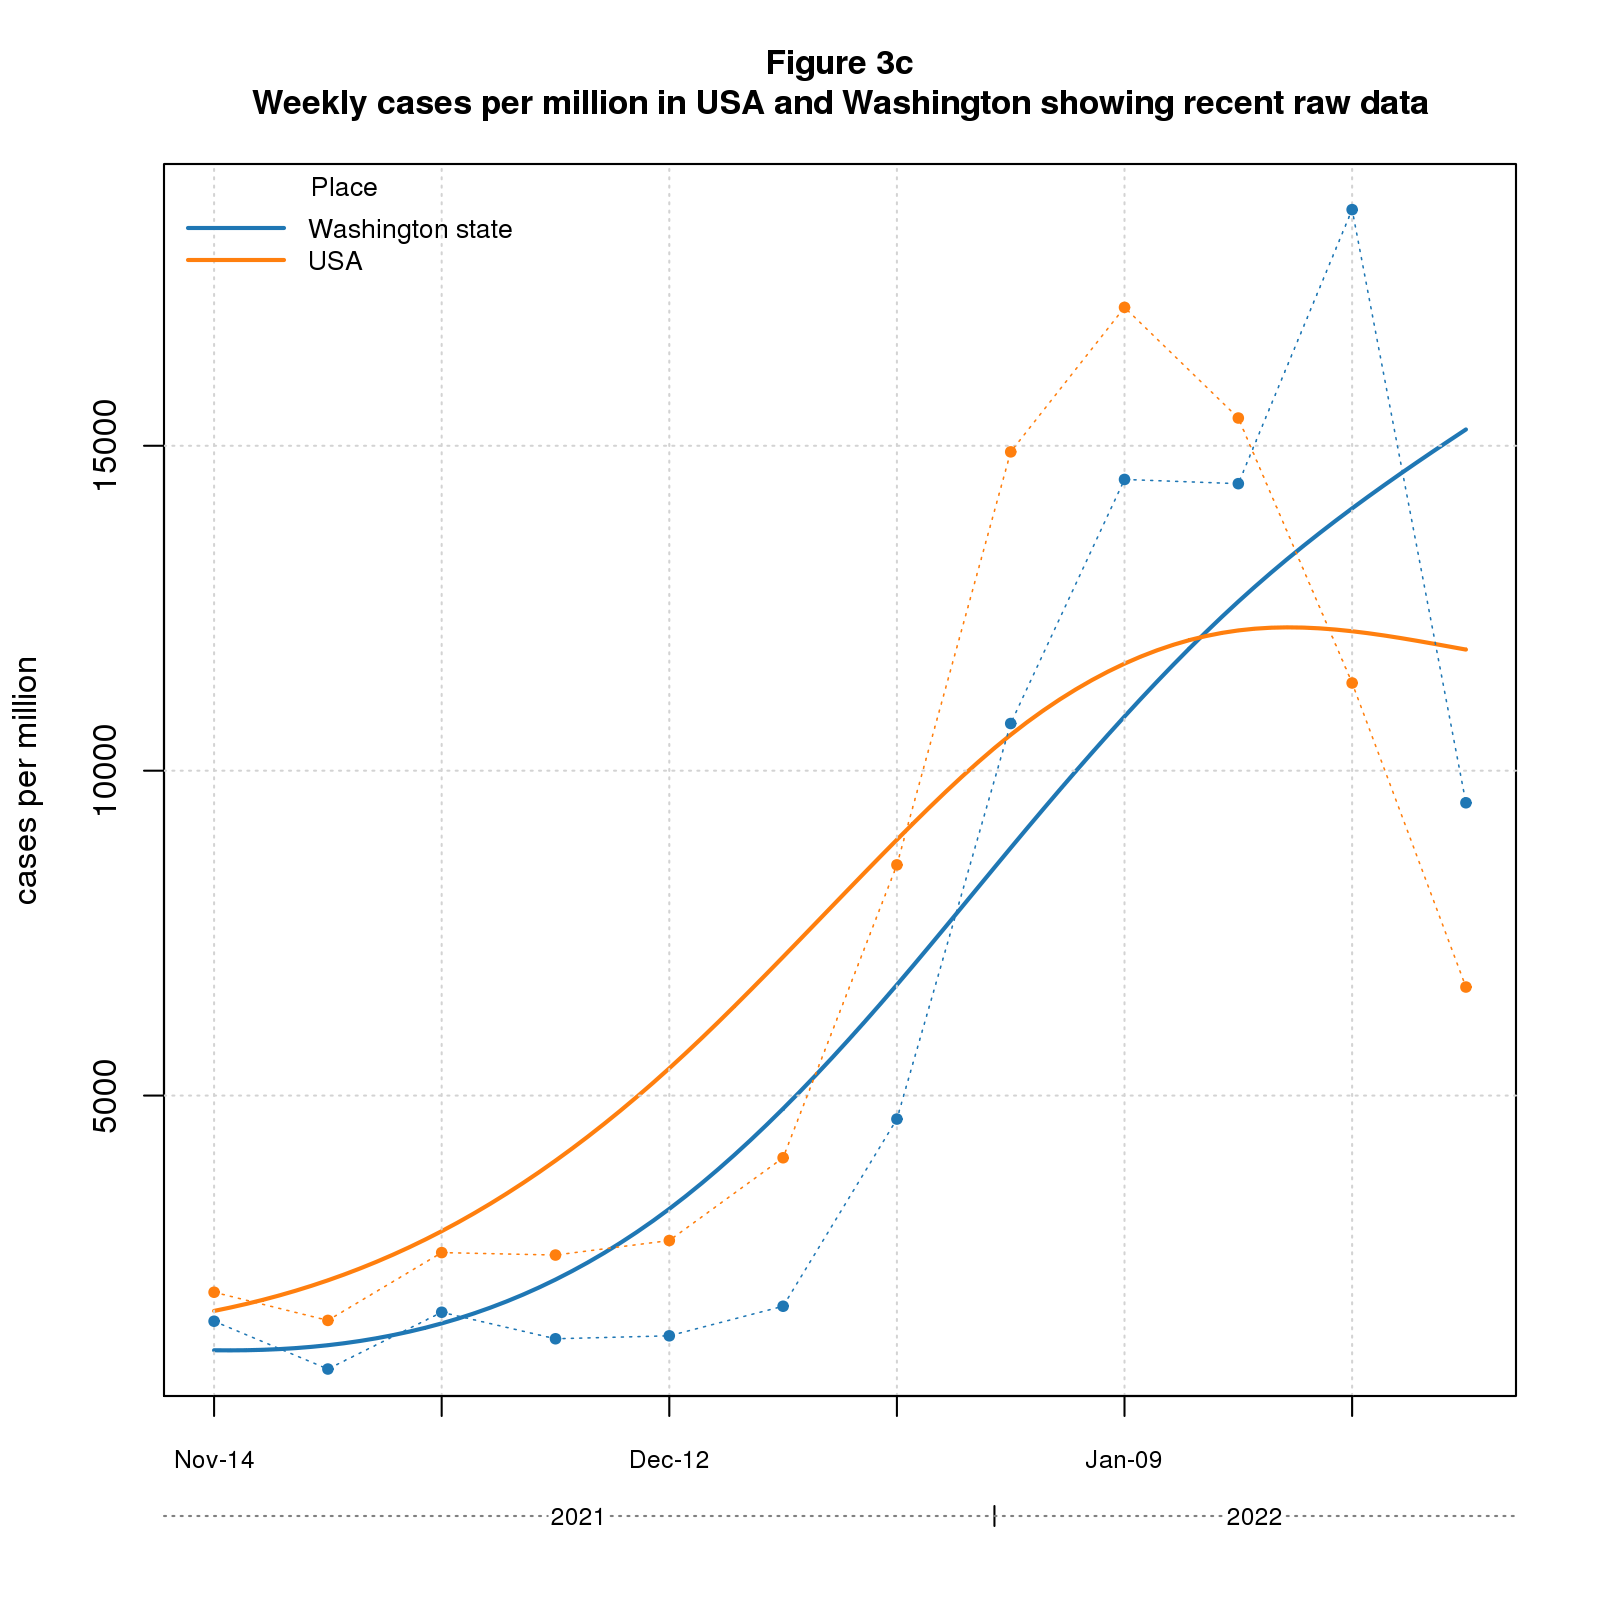 Figure 3c
Weekly cases per million in USA and Washington showing recent raw data
Place
Washington state
USA
cases per million
15000
10000
5000
Nov-14
Dec-12
Jan-09
2021
2022